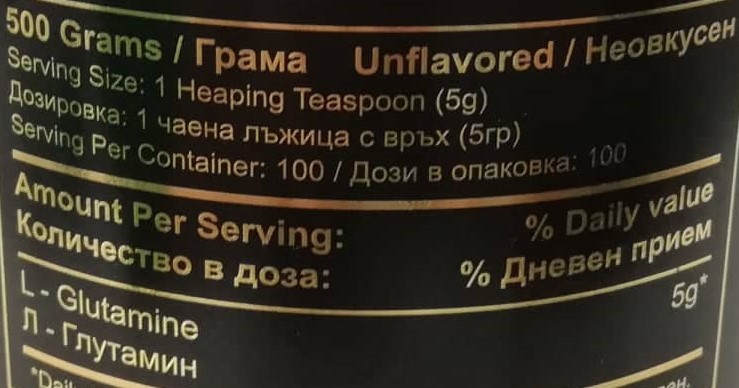 500 Grams / Грама Unflavored / Неовкусен
Serving Size: 1 Heaping Teaspoon (5g)
Дозировка: 1 чаена лъжица с връх (5гр)
Serving Per Container: 100 / Дози в опаковка: 100
Amount Per Serving: % Daily value
Количество в доза: % Дневен прием
L - Glutamine 5g*
Л - Глутамин